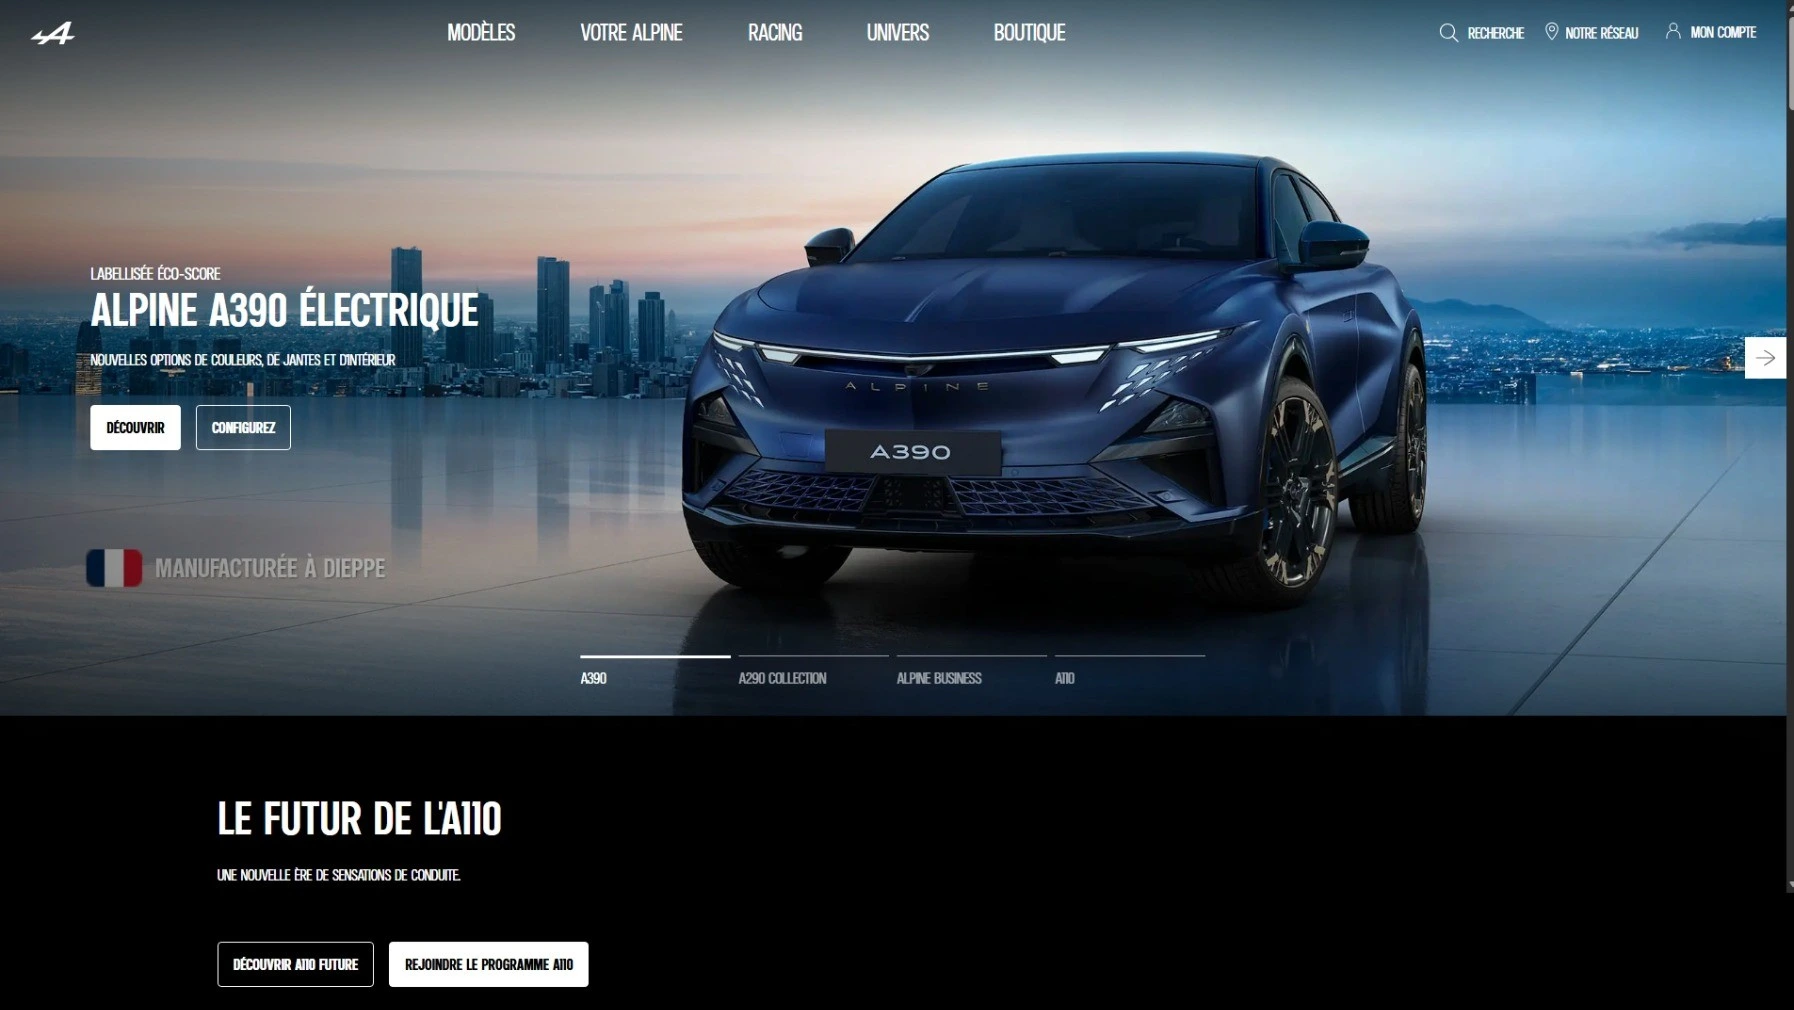 MODÈLES
VOTRE ALPINE
RACING
UNIVERS
BOUTIQUE
RECHERCHE
NOTRE RÉSEAU
MON COMPTE
LABELLISÉE ÉCO-SCORE
ALPINE A390 ÉLECTRIQUE
NOUVELLES OPTIONS DE COULEURS, DE JANTES ET D'INTÉRIEUR
DÉCOUVRIR
CONFIGUREZ
ALPINE
A390
MANUFACTURÉE À DIEPPE
A390
A290 COLLECTION
ALPINE BUSINESS
A110
LE FUTUR DE L'A110
UNE NOUVELLE ÈRE DE SENSATIONS DE CONDUITE.
DÉCOUVRIR A110 FUTURE
REJOINDRE LE PROGRAMME A110